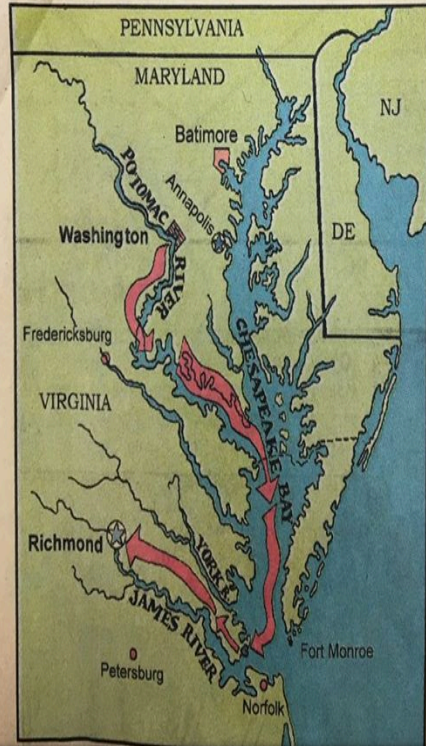 PENNSYLVANIA
MARYLAND
NJ
Batimore
POTOMAC RIVER
Annapolis
Washington
DE
Fredericksburg
CHESAPEAKE BAY
VIRGINIA
Richmond
YORK R.
JAMES RIVER
Fort Monroe
Petersburg
Norfolk